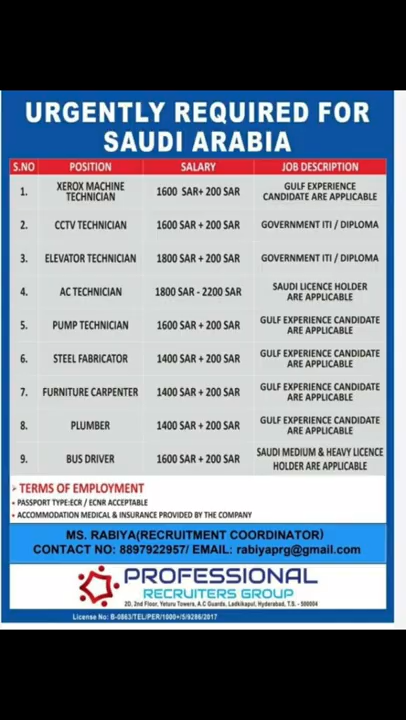 URGENTLY REQUIRED FOR
SAUDI ARABIA
S.NO POSITION SALARY JOB DESCRIPTION
1. XEROX MACHINE TECHNICIAN 1600 SAR+ 200 SAR GULF EXPERIENCE CANDIDATE ARE APPLICABLE
2. CCTV TECHNICIAN 1600 SAR + 200 SAR GOVERNMENT ITI / DIPLOMA
3. ELEVATOR TECHNICIAN 1800 SAR + 200 SAR GOVERNMENT ITI / DIPLOMA
4. AC TECHNICIAN 1800 SAR - 2200 SAR SAUDI LICENCE HOLDER ARE APPLICABLE
5. PUMP TECHNICIAN 1600 SAR + 200 SAR GULF EXPERIENCE CANDIDATE ARE APPLICABLE
6. STEEL FABRICATOR 1400 SAR + 200 SAR GULF EXPERIENCE CANDIDATE ARE APPLICABLE
7. FURNITURE CARPENTER 1400 SAR + 200 SAR GULF EXPERIENCE CANDIDATE ARE APPLICABLE
8. PLUMBER 1400 SAR + 200 SAR GULF EXPERIENCE CANDIDATE ARE APPLICABLE
9. BUS DRIVER 1600 SAR + 200 SAR SAUDI MEDIUM & HEAVY LICENCE HOLDER ARE APPLICABLE
TERMS OF EMPLOYMENT
• PASSPORT TYPE:ECR / ECNR ACCEPTABLE
• ACCOMMODATION MEDICAL & INSURANCE PROVIDED BY THE COMPANY
MS. RABIYA(RECRUITMENT COORDINATOR)
CONTACT NO: 8897922957/ EMAIL: rabiyaprg@gmail.com
PROFESSIONAL
RECRUITERS GROUP
2D, 2nd Floor, Yeturu Towers, A.C Guards, Ladkikapul, Hyderabad, T.S. - 500004
License No: B-0863/TEL/PER/1000+/5/9286/2017